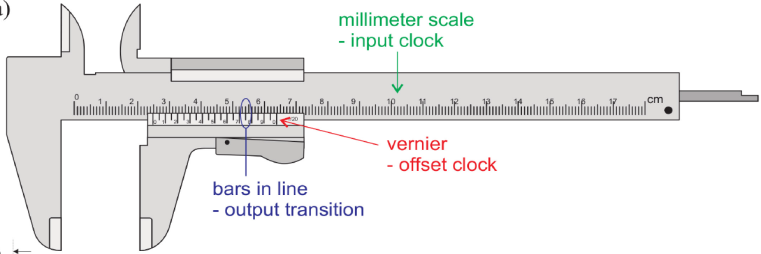 a)
millimeter scale
- input clock
0 1 2 3 4 5 6 7 8 9 10 11 12 13 14 15 16 17 cm
vernier
- offset clock
bars in line
- output transition